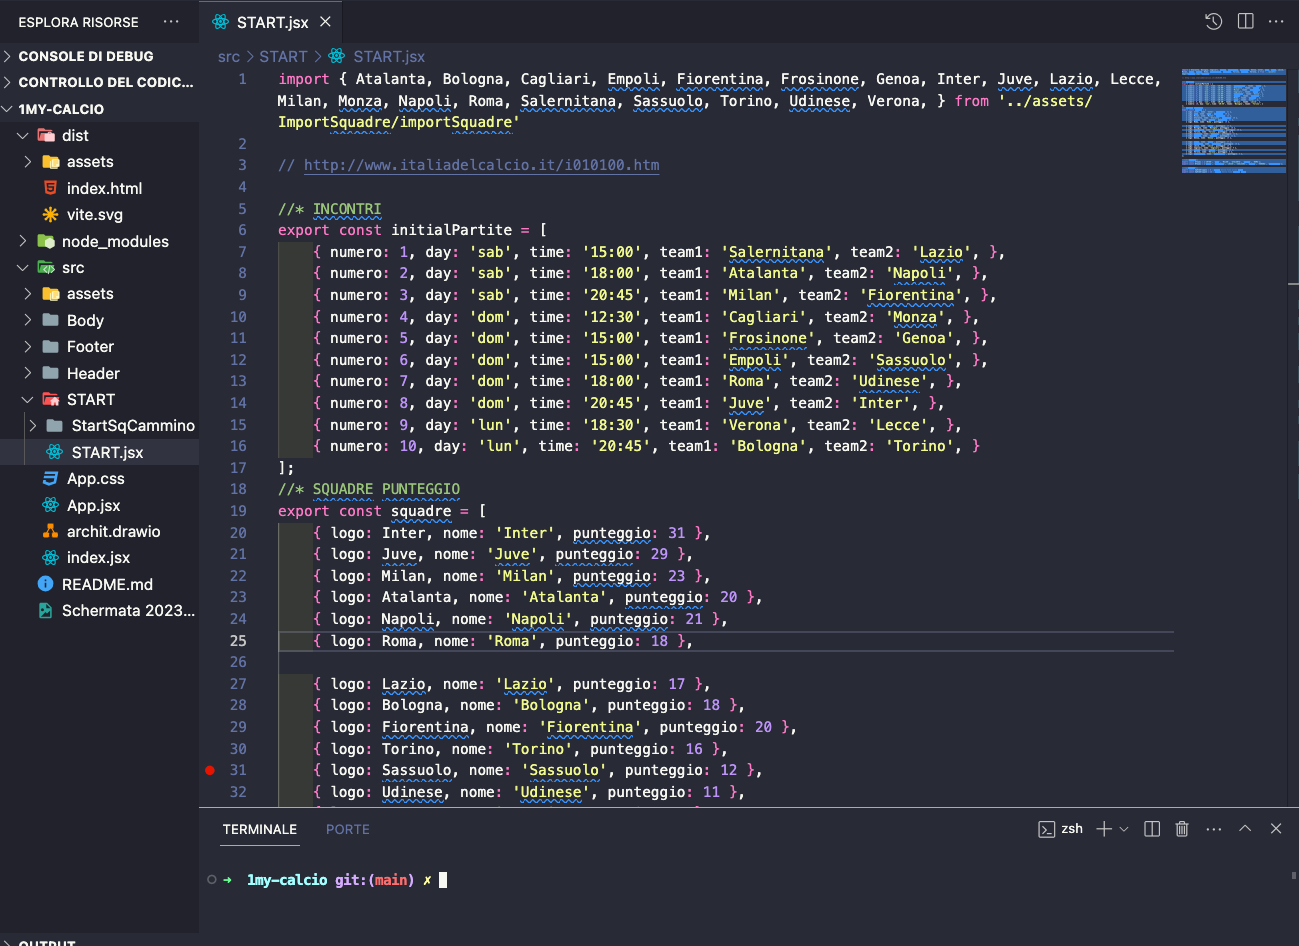 ESPLORA RISORSE ···
START.jsx ×
CONSOLE DI DEBUG
CONTROLLO DEL CODIC...
1MY-CALCIO
dist
assets
index.html
vite.svg
node_modules
src
assets
Body
Footer
Header
START
StartSqCammino
START.jsx
App.css
App.jsx
archit.drawio
index.jsx
README.md
Schermata 2023...
OUTPUT
src > START > START.jsx
1 import { Atalanta, Bologna, Cagliari, Empoli, Fiorentina, Frosinone, Genoa, Inter, Juve, Lazio, Lecce,
Milan, Monza, Napoli, Roma, Salernitana, Sassuolo, Torino, Udinese, Verona, } from '../assets/
ImportSquadre/importSquadre'
2
3 // http://www.italiadelcalcio.it/i010100.htm
4
5 //* INCONTRI
6 export const initialPartite = [
7 { numero: 1, day: 'sab', time: '15:00', team1: 'Salernitana', team2: 'Lazio', },
8 { numero: 2, day: 'sab', time: '18:00', team1: 'Atalanta', team2: 'Napoli', },
9 { numero: 3, day: 'sab', time: '20:45', team1: 'Milan', team2: 'Fiorentina', },
10 { numero: 4, day: 'dom', time: '12:30', team1: 'Cagliari', team2: 'Monza', },
11 { numero: 5, day: 'dom', time: '15:00', team1: 'Frosinone', team2: 'Genoa', },
12 { numero: 6, day: 'dom', time: '15:00', team1: 'Empoli', team2: 'Sassuolo', },
13 { numero: 7, day: 'dom', time: '18:00', team1: 'Roma', team2: 'Udinese', },
14 { numero: 8, day: 'dom', time: '20:45', team1: 'Juve', team2: 'Inter', },
15 { numero: 9, day: 'lun', time: '18:30', team1: 'Verona', team2: 'Lecce', },
16 { numero: 10, day: 'lun', time: '20:45', team1: 'Bologna', team2: 'Torino', }
17 ];
18 //* SQUADRE PUNTEGGIO
19 export const squadre = [
20 { logo: Inter, nome: 'Inter', punteggio: 31 },
21 { logo: Juve, nome: 'Juve', punteggio: 29 },
22 { logo: Milan, nome: 'Milan', punteggio: 23 },
23 { logo: Atalanta, nome: 'Atalanta', punteggio: 20 },
24 { logo: Napoli, nome: 'Napoli', punteggio: 21 },
25 { logo: Roma, nome: 'Roma', punteggio: 18 },
26
27 { logo: Lazio, nome: 'Lazio', punteggio: 17 },
28 { logo: Bologna, nome: 'Bologna', punteggio: 18 },
29 { logo: Fiorentina, nome: 'Fiorentina', punteggio: 20 },
30 { logo: Torino, nome: 'Torino', punteggio: 16 },
31 { logo: Sassuolo, nome: 'Sassuolo', punteggio: 12 },
32 { logo: Udinese, nome: 'Udinese', punteggio: 11 },
TERMINALE PORTE zsh
➜ 1my-calcio git:(main) ✗